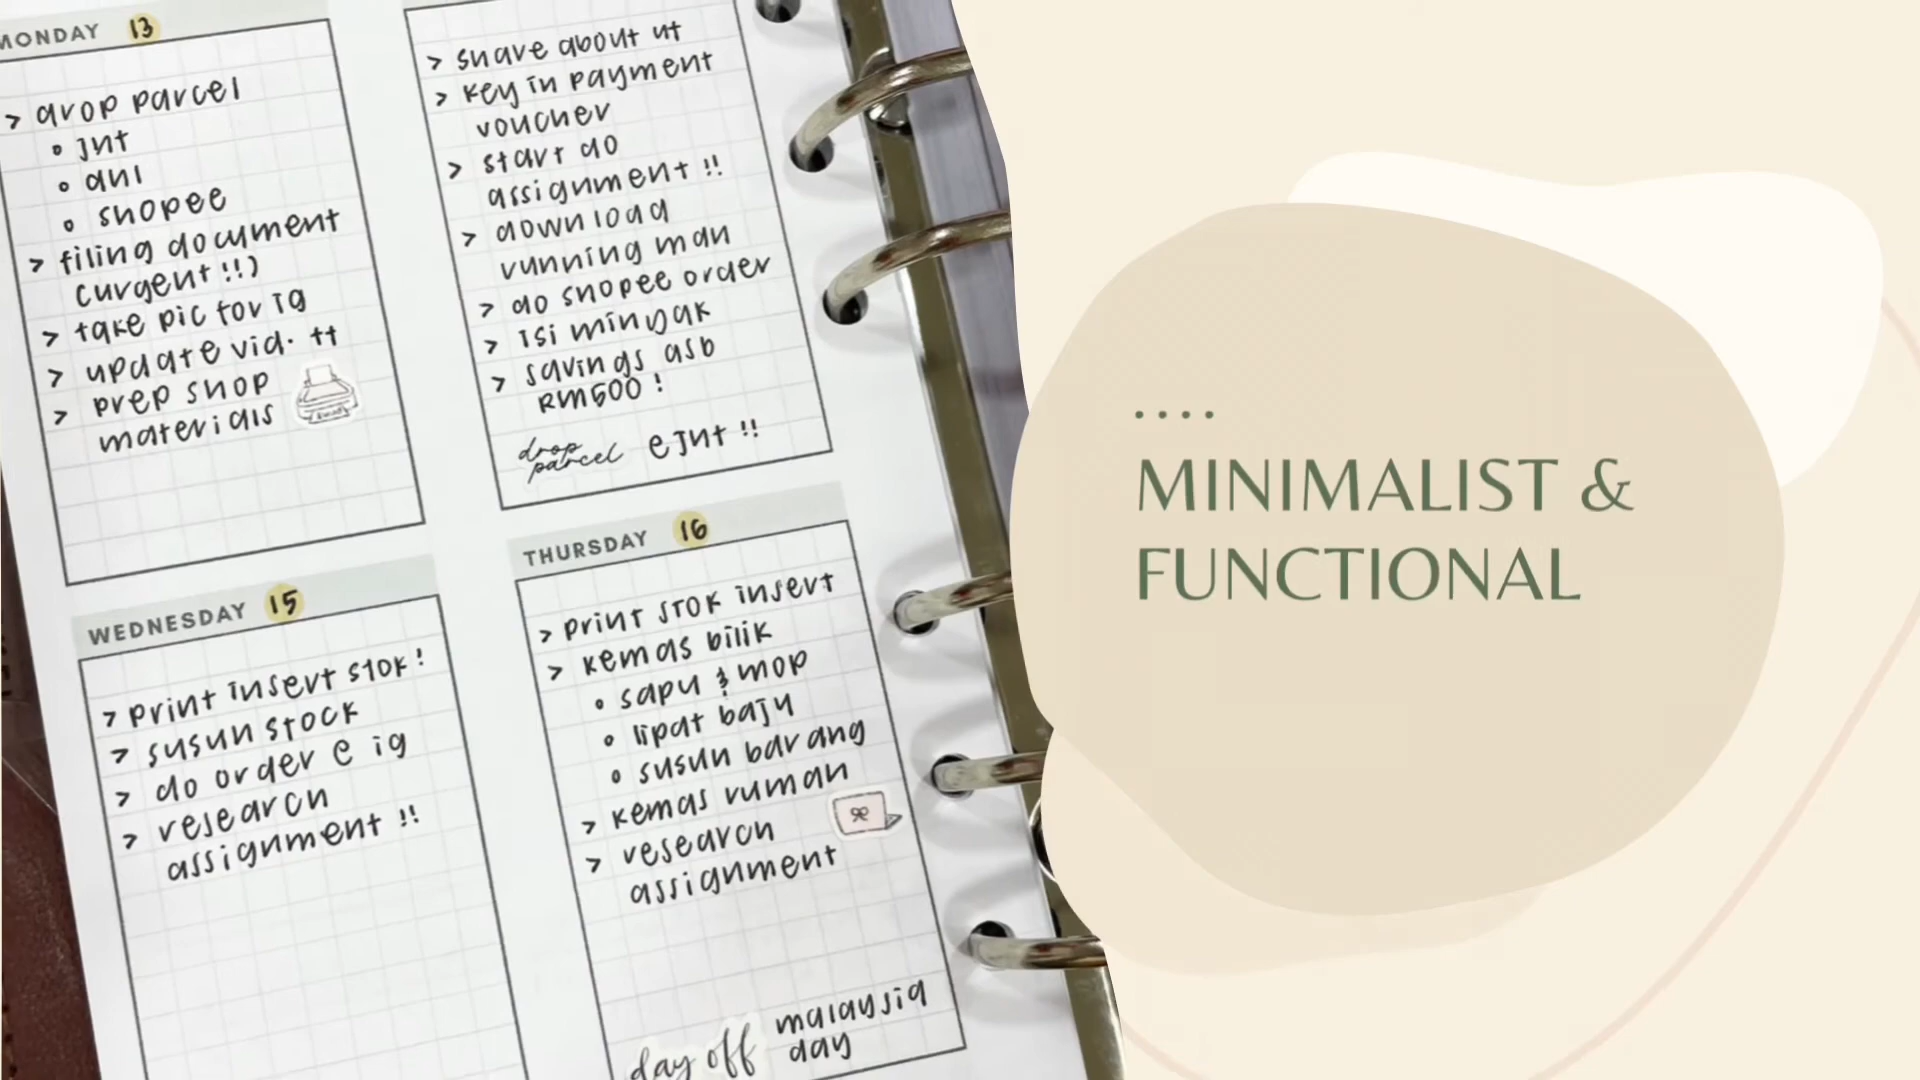 MONDAY 13
> drop parcel
• jnt
• ani
• shopee
> filing document
(urgent!!)
> take pic for ig
> update vid. tt
> prep shop
materials
> share about ut
> key in payment
voucher
> start do
assignment !!
> download
running man
> do shopee order
> isi minyak
> savings asb
RM500 !
drop
parcel e jnt !!
WEDNESDAY 15
> print insert stok!
> susun stock
> do order e ig
> research
assignment !!
THURSDAY 16
> print stok insert
> kemas bilik
• sapu & mop
• lipat baju
• susun barang
> kemas rumah
> research
assignment
day off malaysia
day
MINIMALIST &
FUNCTIONAL